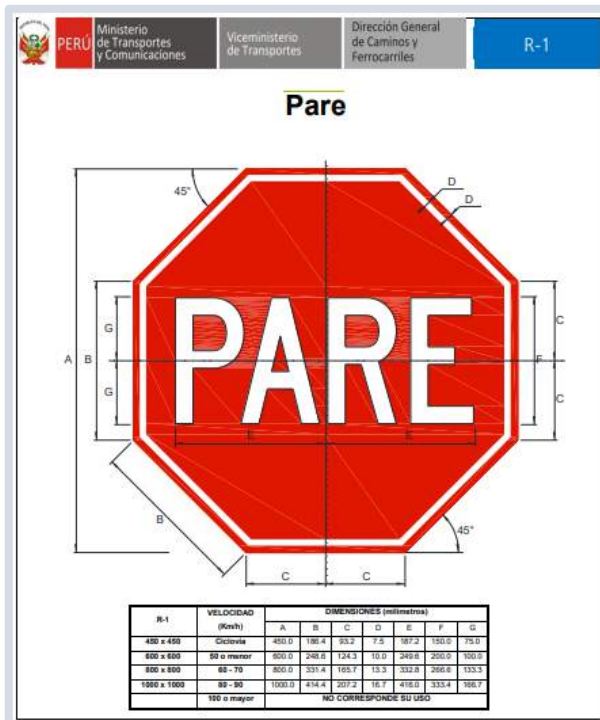 PERÚ
Ministerio
de Transportes
y Comunicaciones
Viceministerio
de Transportes
Dirección General
de Caminos y
Ferrocarriles
R-1
Pare
45°
D
D
A
B
G
G
PARE
E
E
F
C
C
B
45°
C
C
R-1 VELOCIDAD (Km/h) DIMENSIONES (milímetros)
A B C D E F G
450 x 450 Ciclovia 450.0 186.4 93.2 7.5 187.2 150.0 75.0
600 x 600 50 o menor 600.0 248.6 124.3 10.0 249.6 200.0 100.0
800 x 800 60 - 70 800.0 331.4 165.7 13.3 332.8 266.6 133.3
1000 x 1000 80 - 90 1000.0 414.4 207.2 16.7 416.0 333.4 166.7
100 o mayor NO CORRESPONDE SU USO